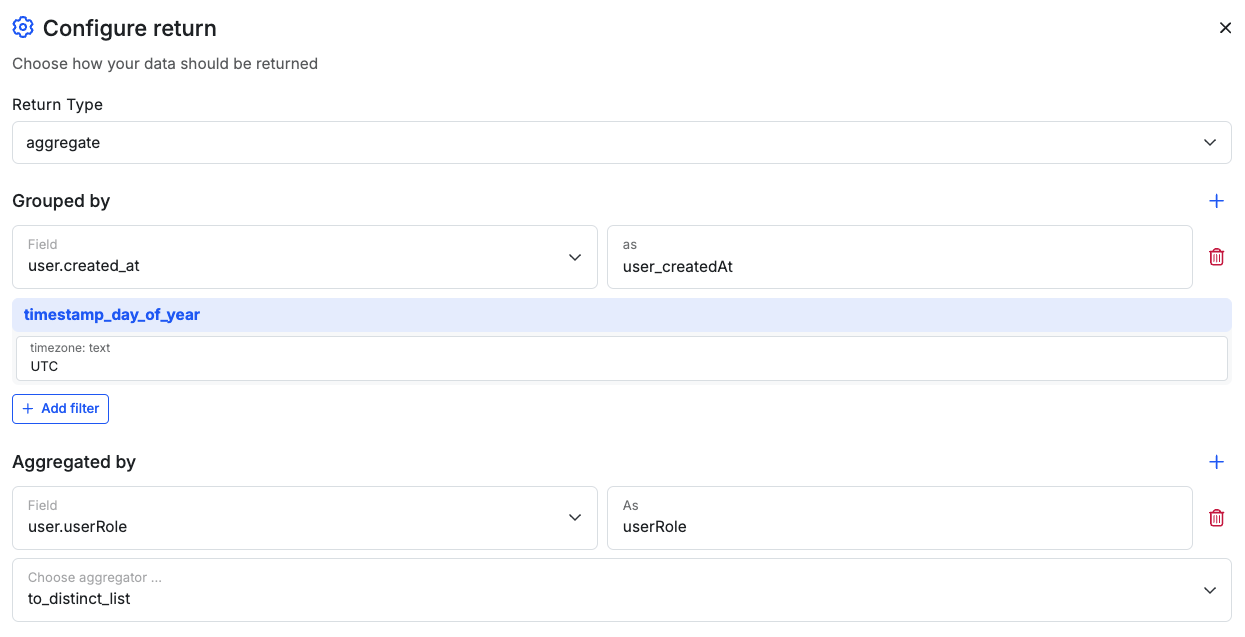 Configure return
Choose how your data should be returned
Return Type
aggregate
Grouped by
Field
user.created_at
as
user_createdAt
timestamp_day_of_year
timezone: text
UTC
Add filter
Aggregated by
Field
user.userRole
As
userRole
Choose aggregator ...
to_distinct_list